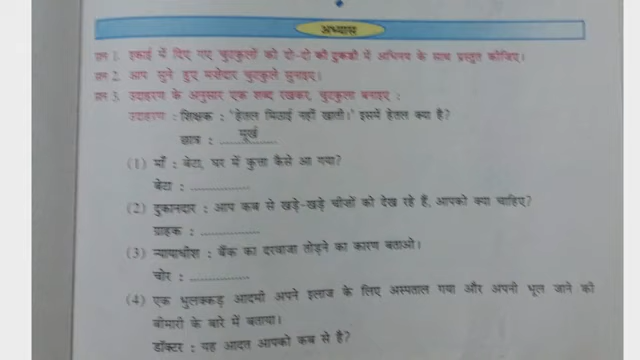 अभ्यास
प्रश्न 1. इकाई में दिए गए चुटकुलों को दो-दो की टुकड़ी में अभिनय के साथ प्रस्तुत कीजिए।
प्रश्न 2. आप सुने हुए मजेदार चुटकुले सुनाइए।
प्रश्न 3. उदाहरण के अनुसार एक शब्द रखकर, चुटकुला बनाइए :
उदाहरण : शिक्षक : 'हेतल मिठाई नहीं खाती।' इसमें हेतल क्या है?
छात्र : मूर्ख
(1) माँ : बेटा, घर में कुत्ता कैसे आ गया?
बेटा : ................
(2) दुकानदार : आप कब से खड़े-खड़े चीजों को देख रहे हैं, आपको क्या चाहिए?
ग्राहक : ................
(3) न्यायाधीश : बैंक का दरवाजा तोड़ने का कारण बताओ।
चोर : ................
(4) एक भुलक्कड़ आदमी अपने इलाज के लिए अस्पताल गया और अपनी भूल जाने की
बीमारी के बारे में बताया।
डॉक्टर : यह आदत आपको कब से है?